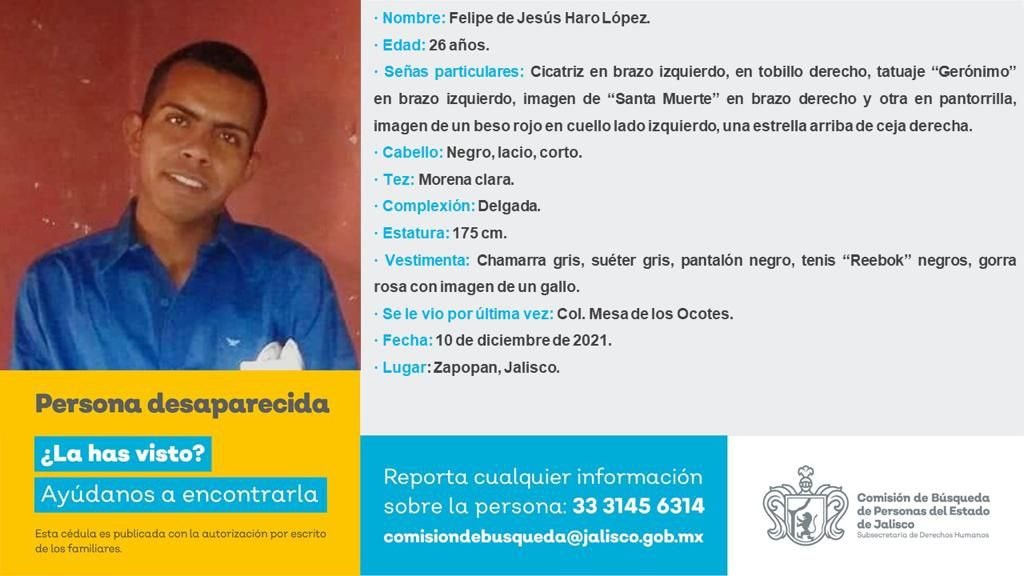 · Nombre: Felipe de Jesús Haro López.
· Edad: 26 años.
· Señas particulares: Cicatriz en brazo izquierdo, en tobillo derecho, tatuaje “Gerónimo”
en brazo izquierdo, imagen de “Santa Muerte” en brazo derecho y otra en pantorrilla,
imagen de un beso rojo en cuello lado izquierdo, una estrella arriba de ceja derecha.
· Cabello: Negro, lacio, corto.
· Tez: Morena clara.
· Complexión: Delgada.
· Estatura: 175 cm.
· Vestimenta: Chamarra gris, suéter gris, pantalón negro, tenis “Reebok” negros, gorra
rosa con imagen de un gallo.
· Se le vio por última vez: Col. Mesa de los Ocotes.
· Fecha: 10 de diciembre de 2021.
· Lugar: Zapopan, Jalisco.
Persona desaparecida
¿La has visto?
Ayúdanos a encontrarla
Esta cédula es publicada con la autorización por escrito
de los familiares.
Reporta cualquier información
sobre la persona: 33 3145 6314
comisiondebusqueda@jalisco.gob.mx
Comisión de Búsqueda
de Personas del Estado
de Jalisco
Subsecretaría de Derechos Humanos